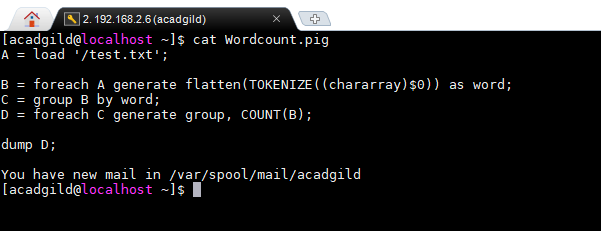 2. 192.168.2.6 (acadgild)
[acadgild@localhost ~]$ cat Wordcount.pig
A = load '/test.txt';
B = foreach A generate flatten(TOKENIZE((chararray)$0)) as word;
C = group B by word;
D = foreach C generate group, COUNT(B);
dump D;
You have new mail in /var/spool/mail/acadgild
[acadgild@localhost ~]$